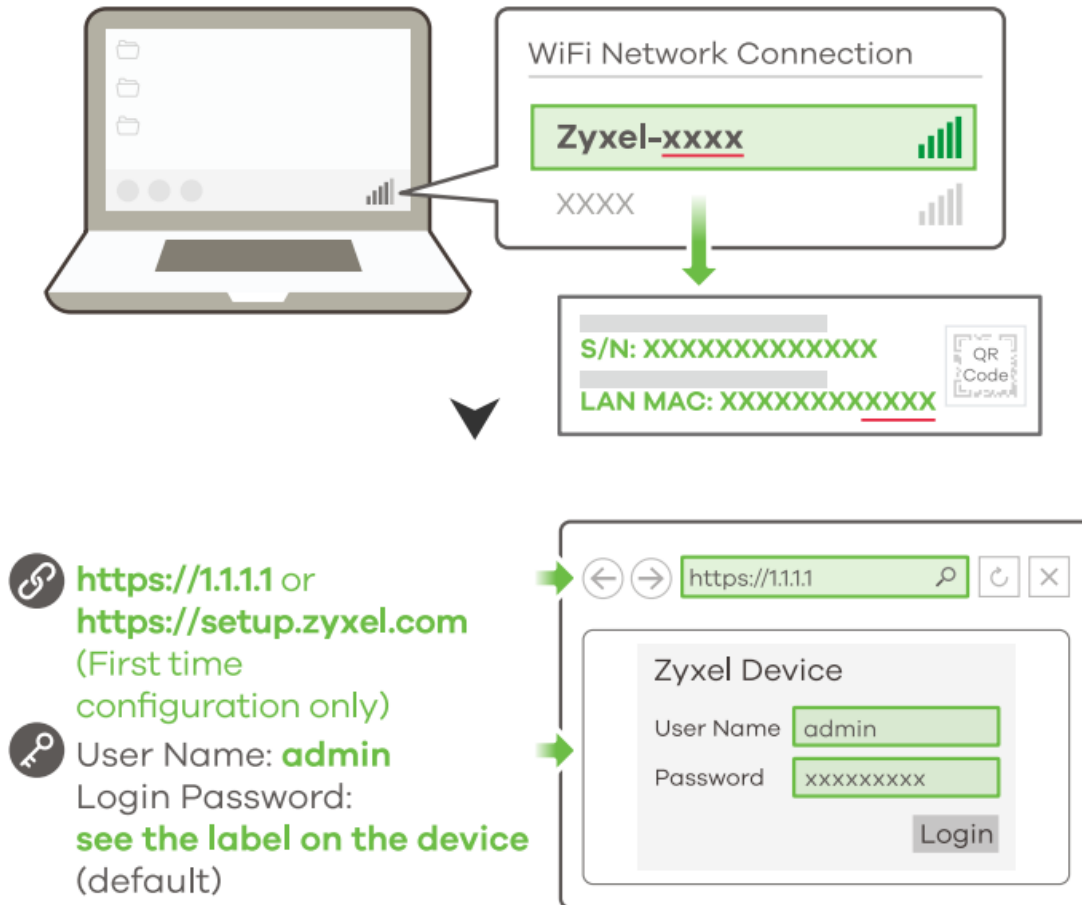 WiFi Network Connection
Zyxel-xxxx
XXXX
S/N: XXXXXXXXXXXXX
LAN MAC: XXXXXXXXXXXX
QR
Code
https://1.1.1.1 or
https://setup.zyxel.com
(First time
configuration only)
User Name: admin
Login Password:
see the label on the device
(default)
https://1.1.1.1
Zyxel Device
User Name admin
Password xxxxxxxxx
Login